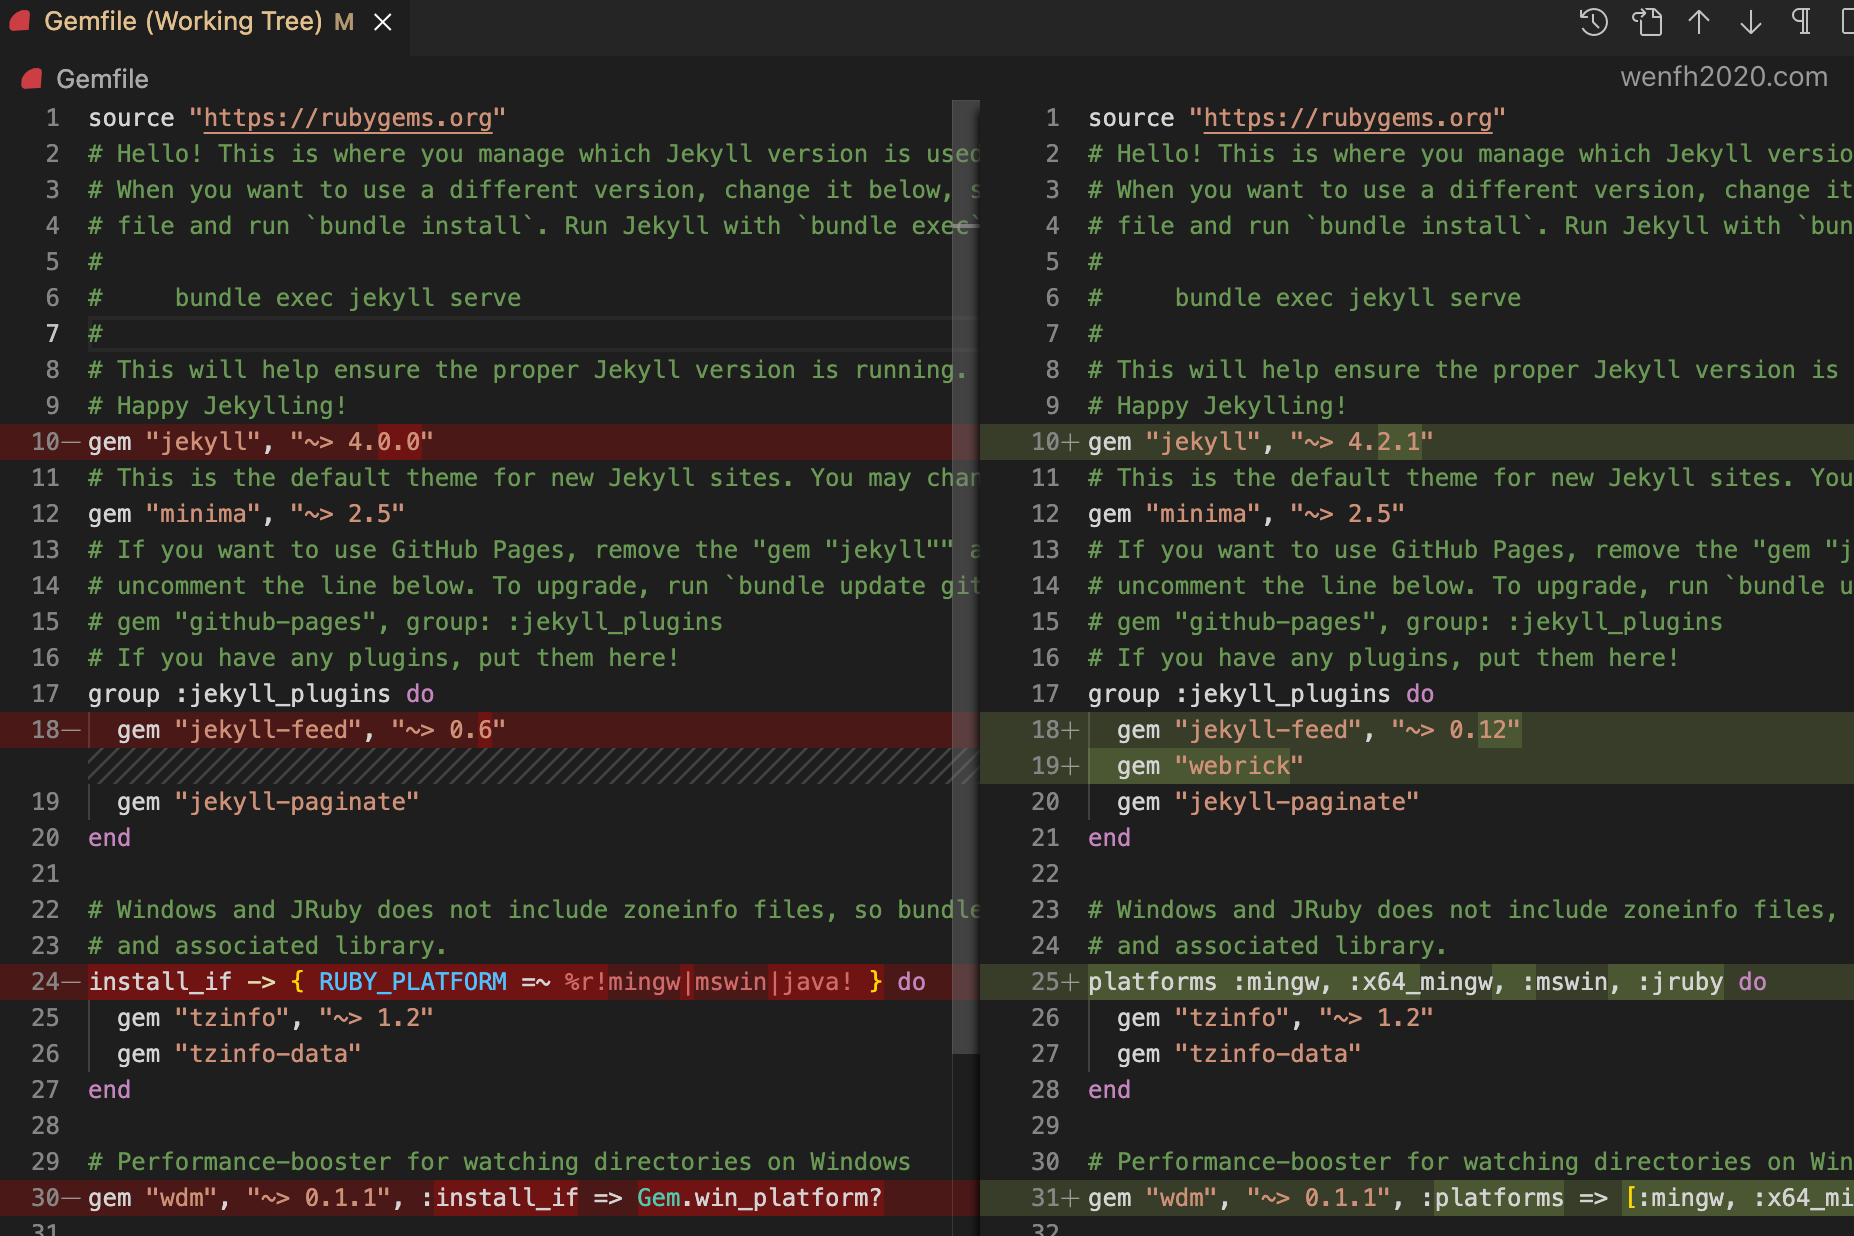 Gemfile (Working Tree) M
Gemfile
wenfh2020.com
1 source "https://rubygems.org"
2 # Hello! This is where you manage which Jekyll version is used
3 # When you want to use a different version, change it below, s
4 # file and run `bundle install`. Run Jekyll with `bundle exec`
5 #
6 #     bundle exec jekyll serve
7 #
8 # This will help ensure the proper Jekyll version is running.
9 # Happy Jekylling!
10— gem "jekyll", "~> 4.0.0"
11 # This is the default theme for new Jekyll sites. You may chan
12 gem "minima", "~> 2.5"
13 # If you want to use GitHub Pages, remove the "gem "jekyll"" a
14 # uncomment the line below. To upgrade, run `bundle update git
15 # gem "github-pages", group: :jekyll_plugins
16 # If you have any plugins, put them here!
17 group :jekyll_plugins do
18—   gem "jekyll-feed", "~> 0.6"
19   gem "jekyll-paginate"
20 end
21
22 # Windows and JRuby does not include zoneinfo files, so bundle
23 # and associated library.
24— install_if -> { RUBY_PLATFORM =~ %r!mingw|mswin|java! } do
25   gem "tzinfo", "~> 1.2"
26   gem "tzinfo-data"
27 end
28
29 # Performance-booster for watching directories on Windows
30— gem "wdm", "~> 0.1.1", :install_if => Gem.win_platform?
31
1 source "https://rubygems.org"
2 # Hello! This is where you manage which Jekyll versio
3 # When you want to use a different version, change it
4 # file and run `bundle install`. Run Jekyll with `bun
5 #
6 #     bundle exec jekyll serve
7 #
8 # This will help ensure the proper Jekyll version is
9 # Happy Jekylling!
10+ gem "jekyll", "~> 4.2.1"
11 # This is the default theme for new Jekyll sites. You
12 gem "minima", "~> 2.5"
13 # If you want to use GitHub Pages, remove the "gem "j
14 # uncomment the line below. To upgrade, run `bundle u
15 # gem "github-pages", group: :jekyll_plugins
16 # If you have any plugins, put them here!
17 group :jekyll_plugins do
18+   gem "jekyll-feed", "~> 0.12"
19+   gem "webrick"
20   gem "jekyll-paginate"
21 end
22
23 # Windows and JRuby does not include zoneinfo files,
24 # and associated library.
25+ platforms :mingw, :x64_mingw, :mswin, :jruby do
26   gem "tzinfo", "~> 1.2"
27   gem "tzinfo-data"
28 end
29
30 # Performance-booster for watching directories on Win
31+ gem "wdm", "~> 0.1.1", :platforms => [:mingw, :x64_mi
32